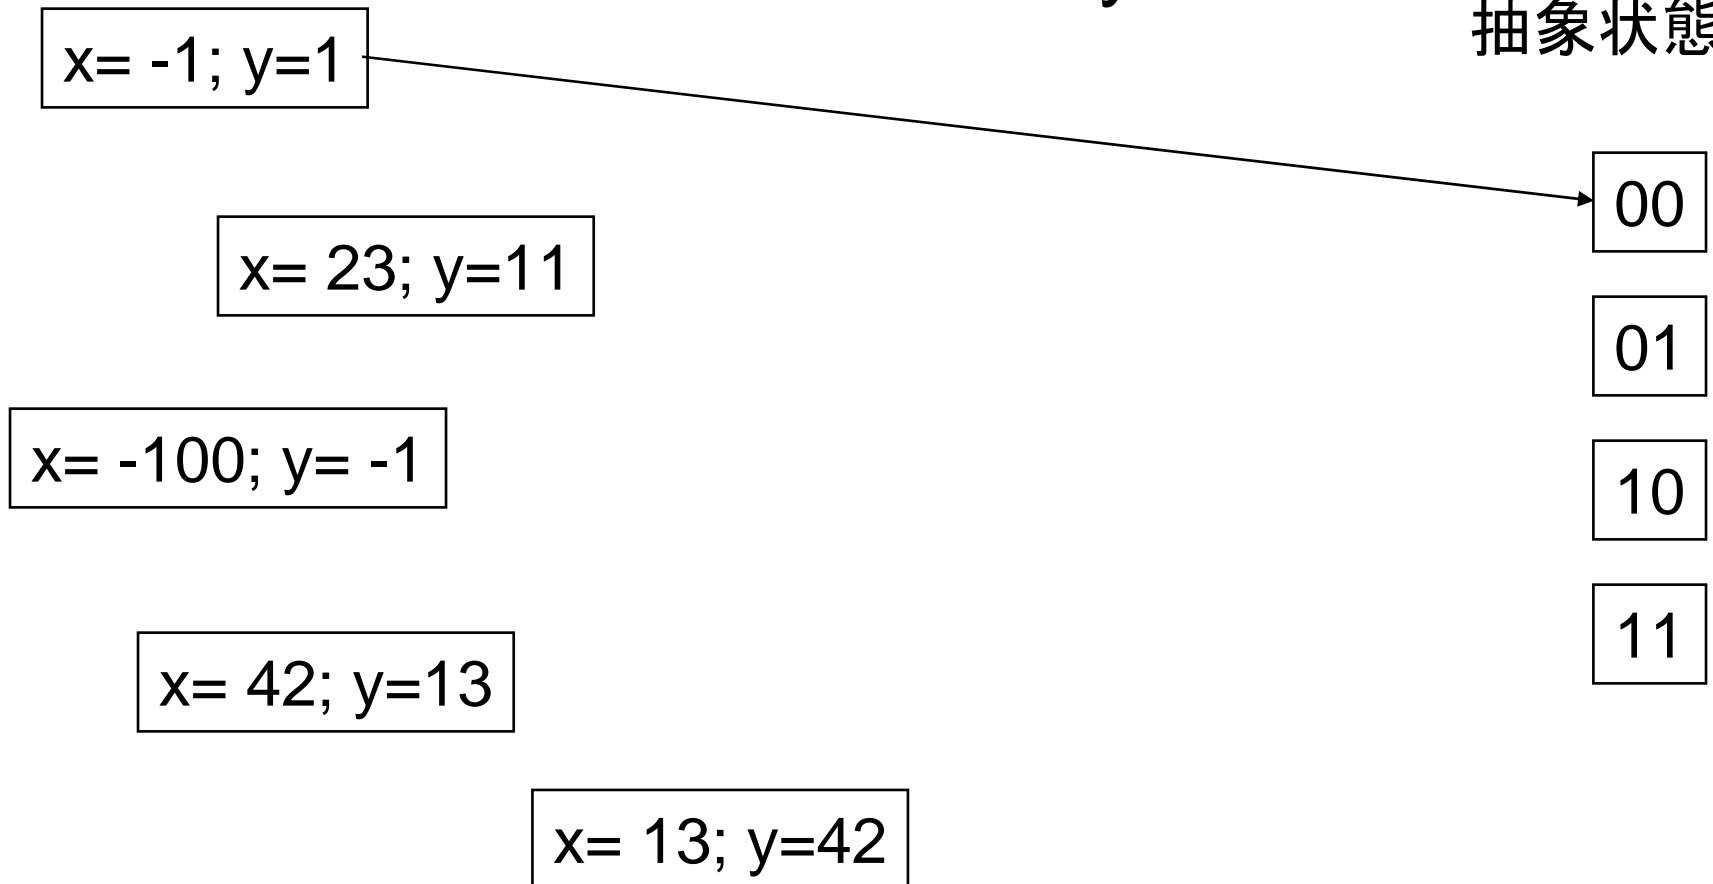 抽象状態
x= -1; y=1
00
x= 23; y=11
01
x= -100; y= -1
10
11
x= 42; y=13
x= 13; y=42